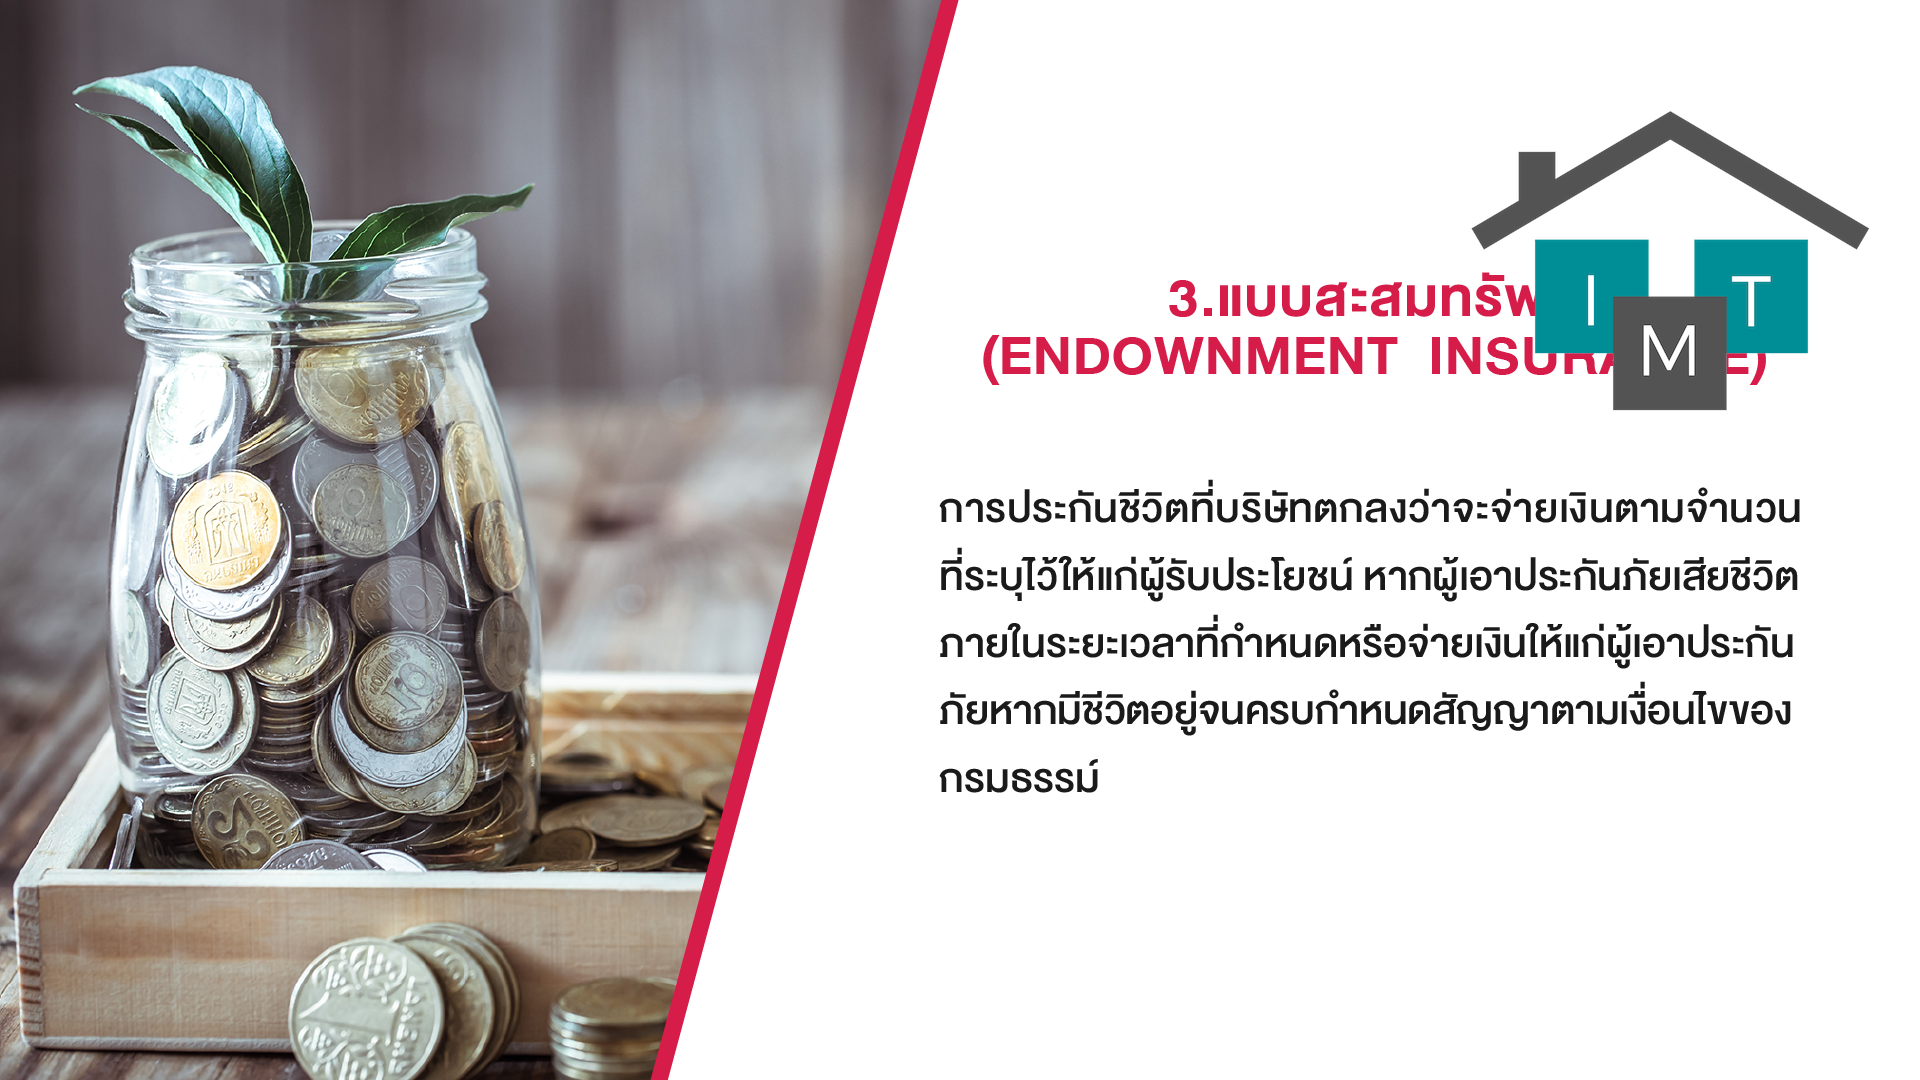 3.แบบสะสมทรัพ
(ENDOWNMENT INSURA E)
I M T
การประกันชีวิตที่บริษัทตกลงว่าจะจ่ายเงินตามจำนวน
ที่ระบุไว้ให้แก่ผู้รับประโยชน์ หากผู้เอาประกันภัยเสียชีวิต
ภายในระยะเวลาที่กำหนดหรือจ่ายเงินให้แก่ผู้เอาประกัน
ภัยหากมีชีวิตอยู่จนครบกำหนดสัญญาตามเงื่อนไขของ
กรมธรรม์